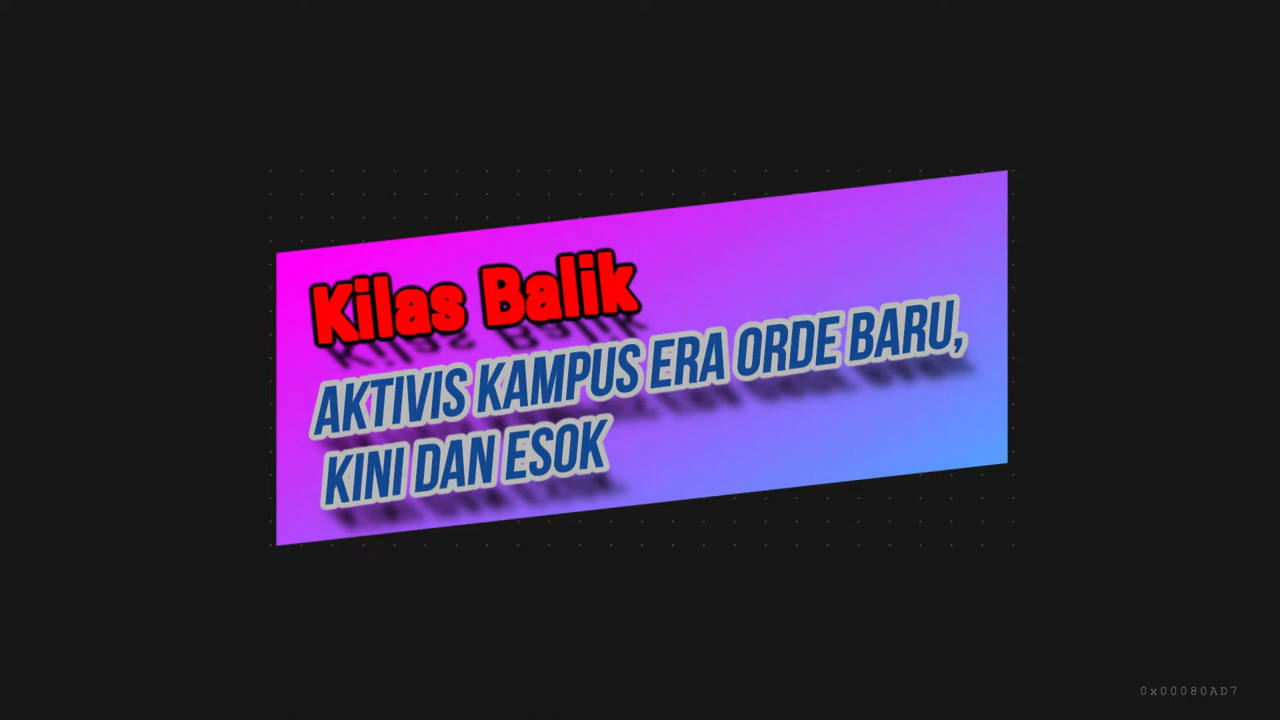 Kilas Balik
AKTIVIS KAMPUS ERA ORDE BARU,
KINI DAN ESOK
0x00080AD7